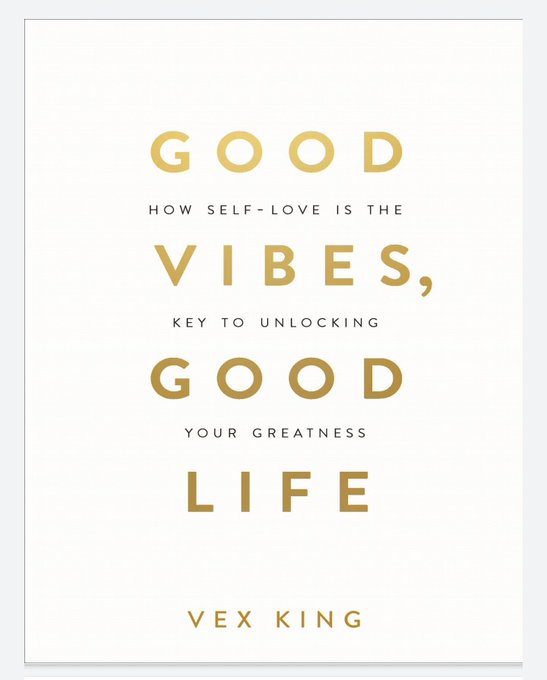 GOOD
HOW SELF-LOVE IS THE
VIBES,
KEY TO UNLOCKING
GOOD
YOUR GREATNESS
LIFE
VEX KING